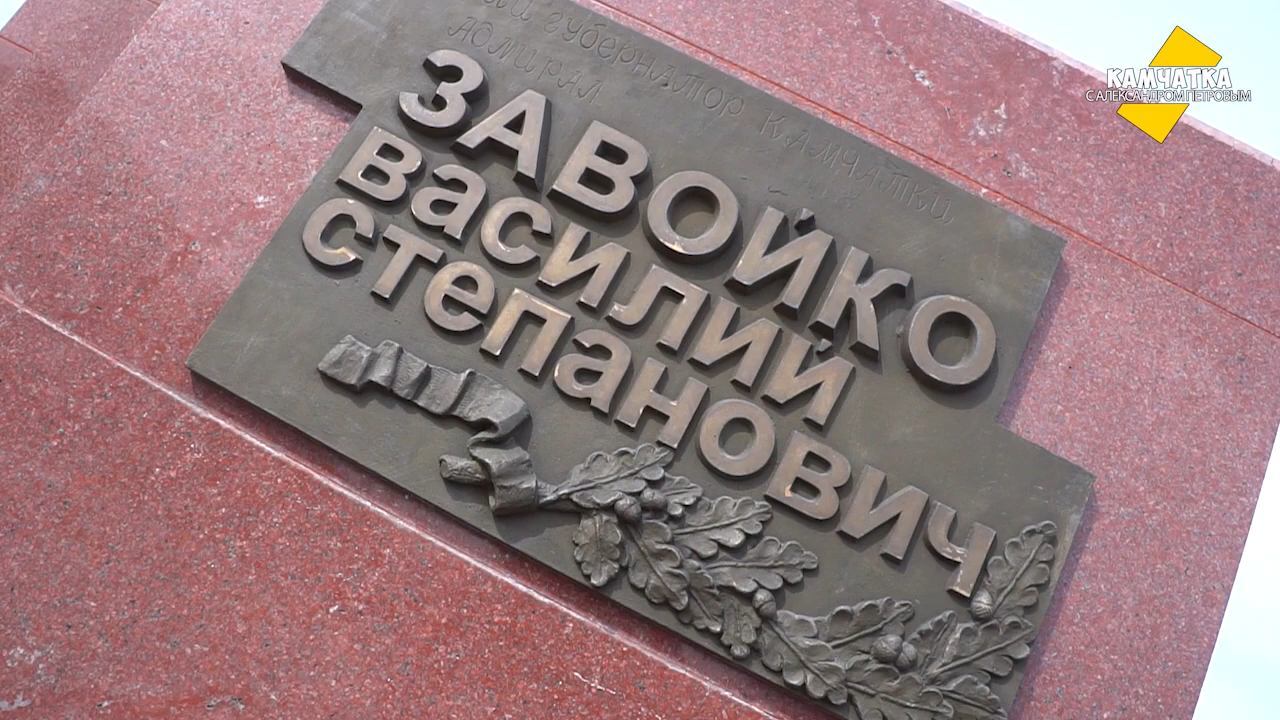 губернатор Камчатки
адмирал
ЗАВОЙКО
Василий
Степанович
КАМЧАТКА
С АЛЕКСАНДРОМ ПЕТРОВЫМ